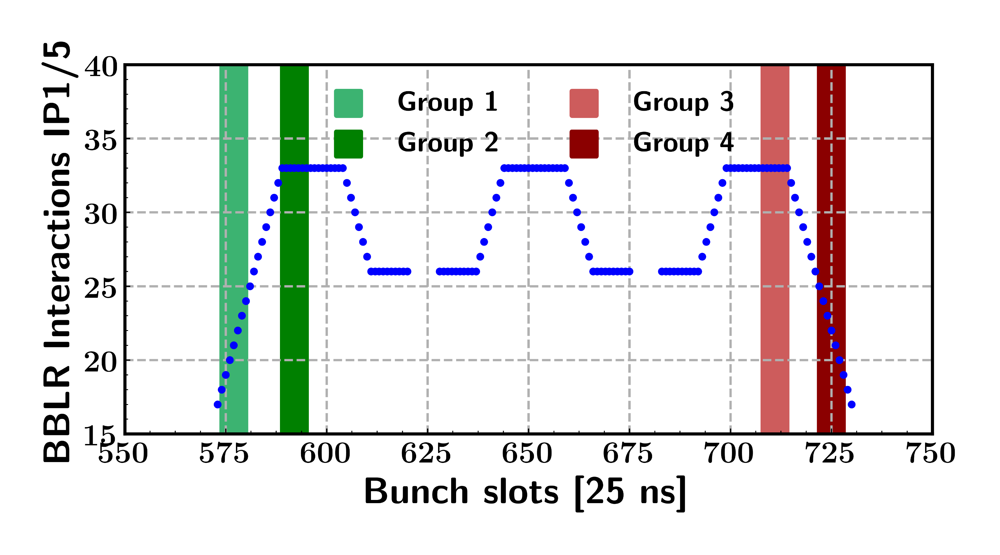 BBLR Interactions IP1/5
40
35
30
25
20
15
Group 1
Group 2
Group 3
Group 4
550 575 600 625 650 675 700 725 750
Bunch slots [25 ns]